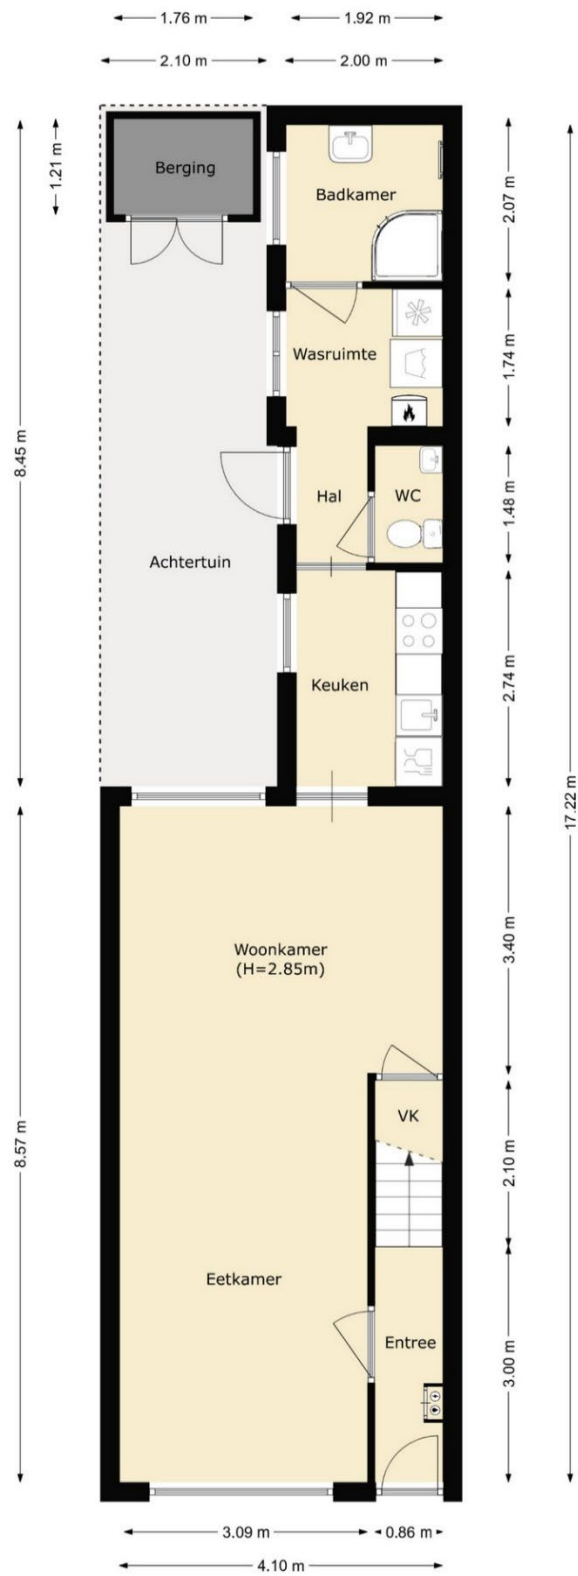 1.76 m
1.92 m
2.10 m
2.00 m
1.21 m
Berging
Badkamer
2.07 m
Wasruimte
1.74 m
8.45 m
Hal
WC
1.48 m
Achtertuin
Keuken
2.74 m
17.22 m
Woonkamer
(H=2.85m)
3.40 m
VK
2.10 m
8.57 m
Eetkamer
Entree
3.00 m
3.09 m
0.86 m
4.10 m